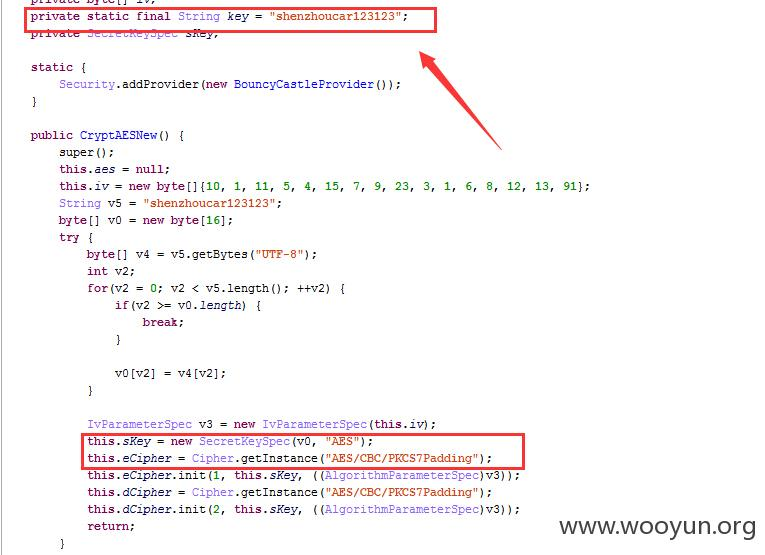 private byte[] iv;
private static final String key = "shenzhoucar123123";
private SecretKeySpec sKey;
static {
Security.addProvider(new BouncyCastleProvider());
}
public CryptAESNew() {
super();
this.aes = null;
this.iv = new byte[]{10, 1, 11, 5, 4, 15, 7, 9, 23, 3, 1, 6, 8, 12, 13, 91};
String v5 = "shenzhoucar123123";
byte[] v0 = new byte[16];
try {
byte[] v4 = v5.getBytes("UTF-8");
int v2;
for(v2 = 0; v2 < v5.length(); ++v2) {
if(v2 >= v0.length) {
break;
}
v0[v2] = v4[v2];
}
IvParameterSpec v3 = new IvParameterSpec(this.iv);
this.sKey = new SecretKeySpec(v0, "AES");
this.eCipher = Cipher.getInstance("AES/CBC/PKCS7Padding");
this.eCipher.init(1, this.sKey, ((AlgorithmParameterSpec)v3));
this.dCipher = Cipher.getInstance("AES/CBC/PKCS7Padding");
this.dCipher.init(2, this.sKey, ((AlgorithmParameterSpec)v3));
return;
}
www.wooyun.org